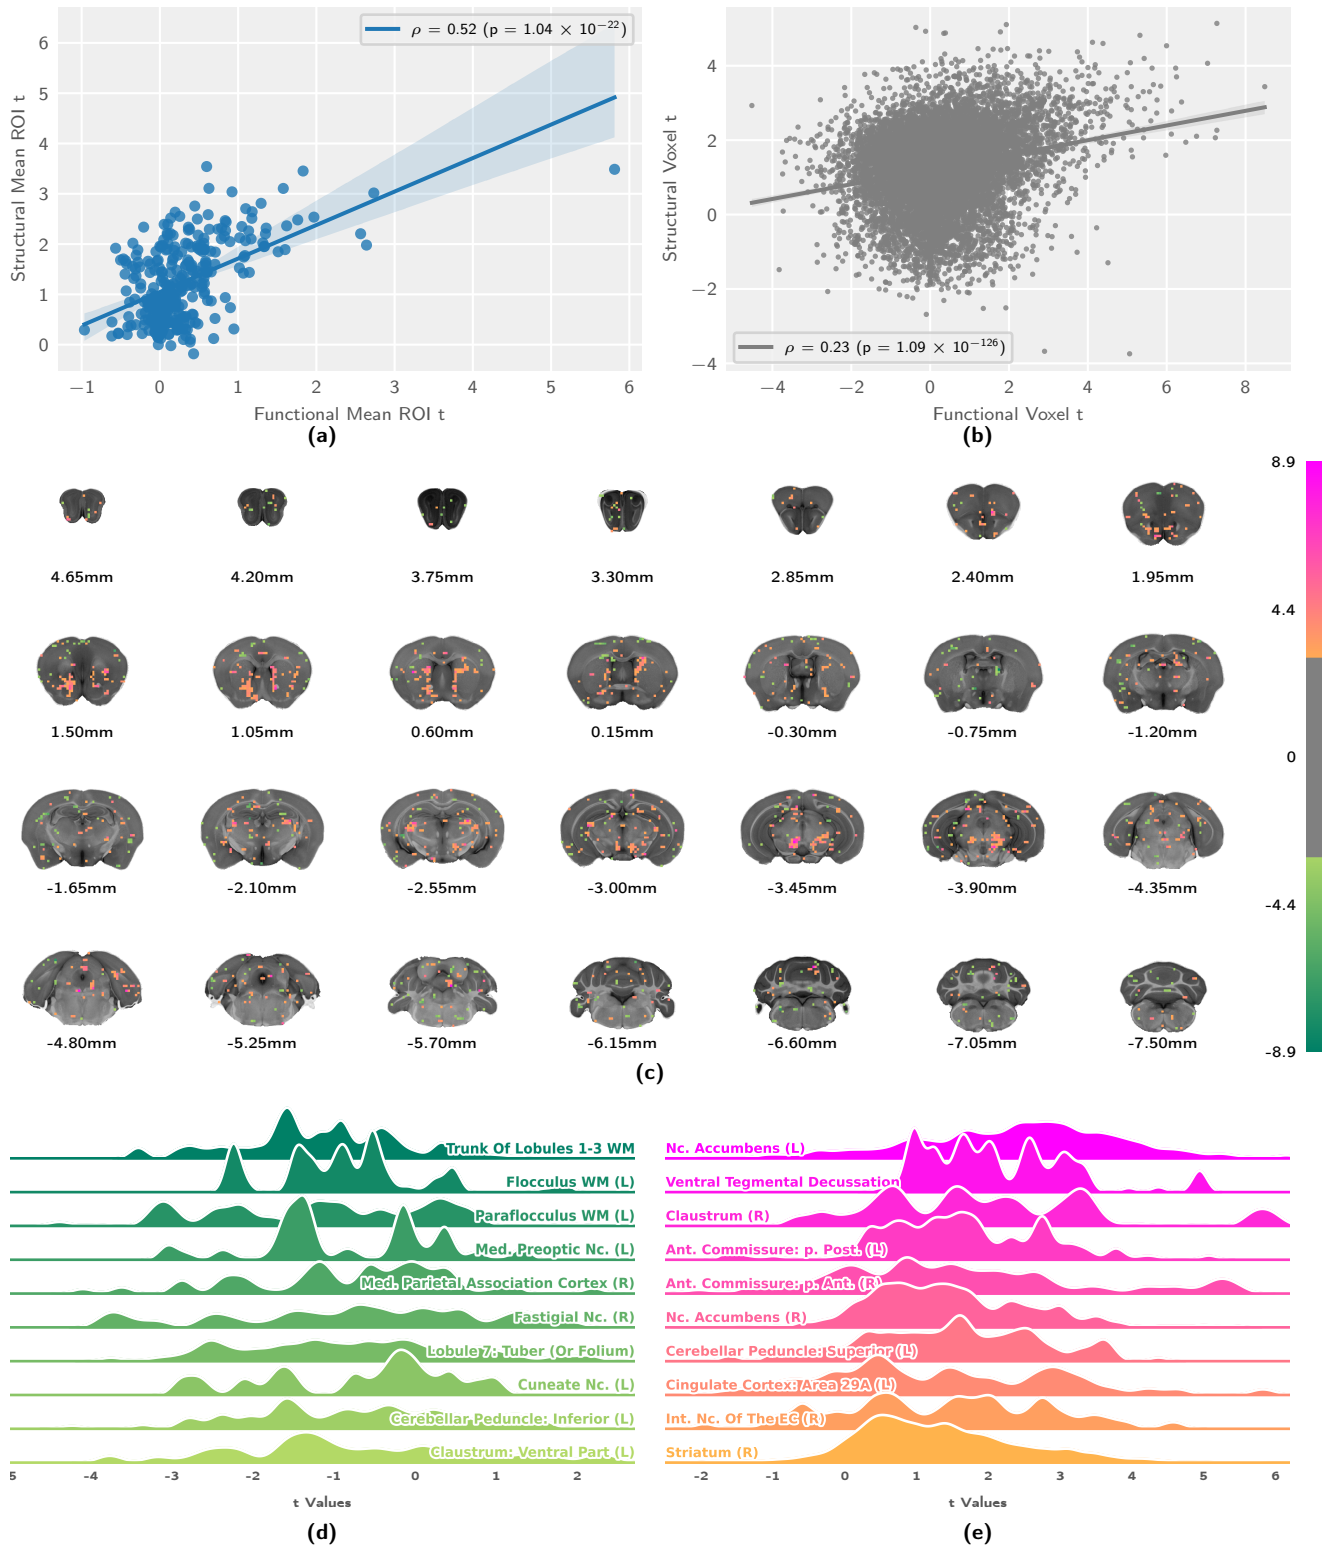 ρ = 0.52 (p = 1.04 × 10⁻²²)
6
5
4
3
2
1
0
Structural Mean ROI t
−1 0 1 2 3 4 5 6
Functional Mean ROI t
(a)
4
2
0
−2
−4
Structural Voxel t
ρ = 0.23 (p = 1.09 × 10⁻¹²⁶)
−4 −2 0 2 4 6 8
Functional Voxel t
(b)
4.65mm 4.20mm 3.75mm 3.30mm 2.85mm 2.40mm 1.95mm
1.50mm 1.05mm 0.60mm 0.15mm -0.30mm -0.75mm -1.20mm
-1.65mm -2.10mm -2.55mm -3.00mm -3.45mm -3.90mm -4.35mm
-4.80mm -5.25mm -5.70mm -6.15mm -6.60mm -7.05mm -7.50mm
8.9
4.4
0
-4.4
-8.9
(c)
Trunk Of Lobules 1-3 WM
Flocculus WM (L)
Paraflocculus WM (L)
Med. Preoptic Nc. (L)
Med. Parietal Association Cortex (R)
Fastigial Nc. (R)
Lobule 7: Tuber (Or Folium)
Cuneate Nc. (L)
Cerebellar Peduncle: Inferior (L)
Claustrum: Ventral Part (L)
5 -4 -3 -2 -1 0 1 2
t Values
(d)
Nc. Accumbens (L)
Ventral Tegmental Decussation
Claustrum (R)
Ant. Commissure: p. Post. (L)
Ant. Commissure: p. Ant. (R)
Nc. Accumbens (R)
Cerebellar Peduncle: Superior (L)
Cingulate Cortex: Area 29A (L)
Int. Nc. Of The EC (R)
Striatum (R)
-2 -1 0 1 2 3 4 5 6
t Values
(e)